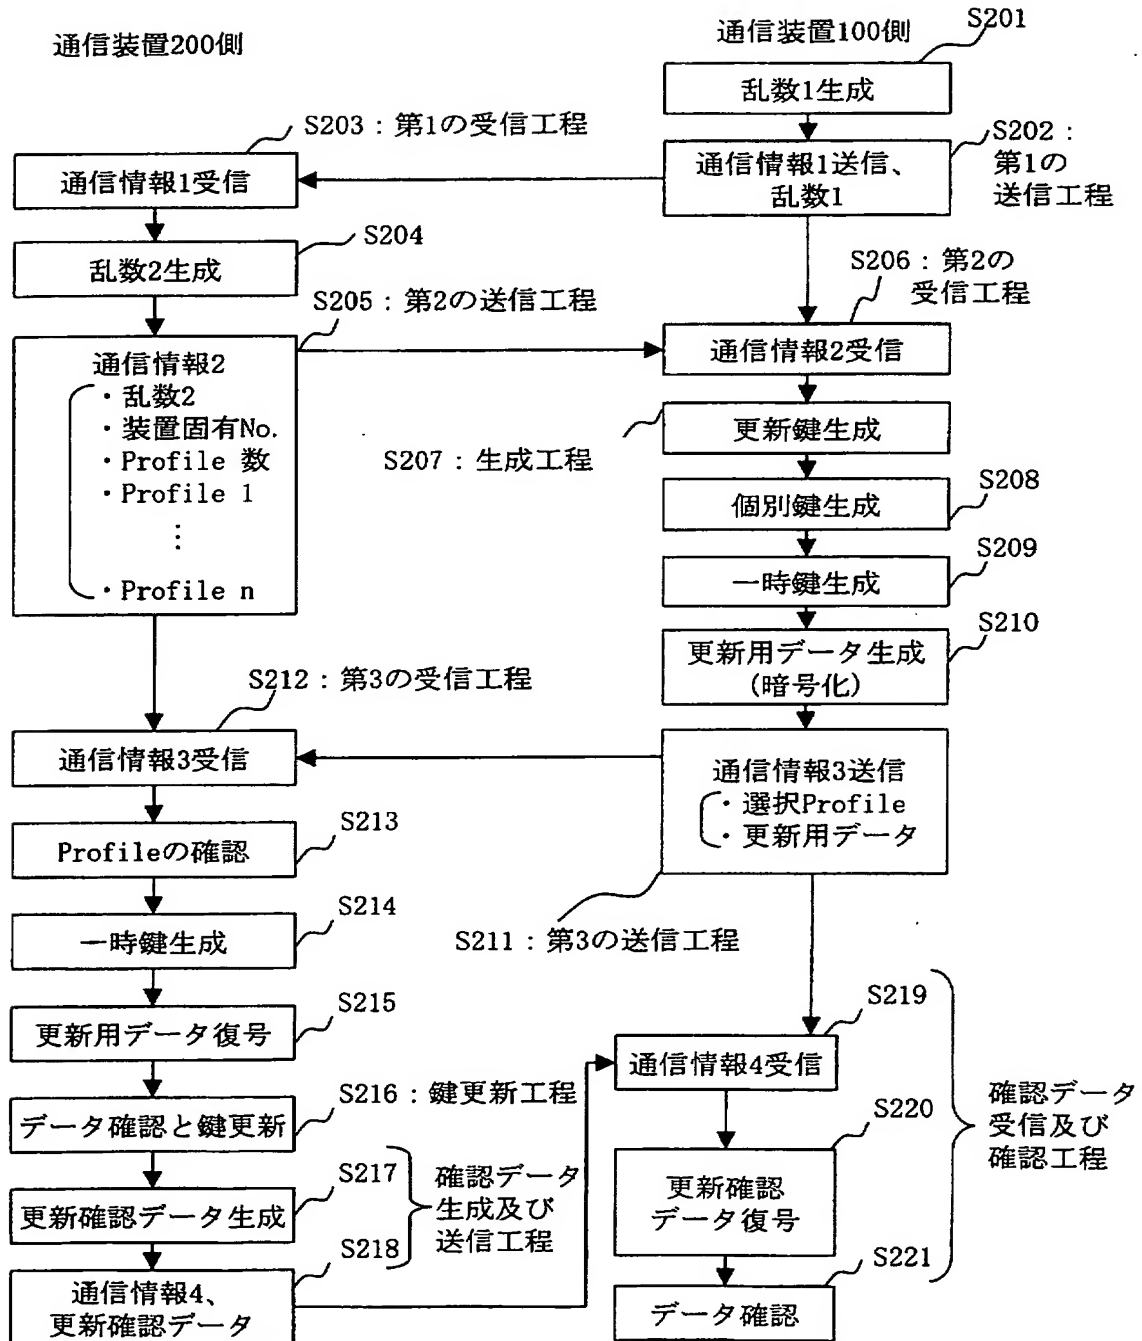 通信装置200側
通信装置100側
S201
乱数1生成
S202：
第1の
送信工程
通信情報1送信、
乱数1
S203：第1の受信工程
通信情報1受信
S204
乱数2生成
S205：第2の送信工程
通信情報2
・乱数2
・装置固有No.
・Profile 数
・Profile 1
⋮
・Profile n
S206：第2の
受信工程
通信情報2受信
S207：生成工程
更新鍵生成
S208
個別鍵生成
S209
一時鍵生成
S210
更新用データ生成
(暗号化)
S212：第3の受信工程
通信情報3受信
通信情報3送信
・選択Profile
・更新用データ
S211：第3の送信工程
S213
Profileの確認
S214
一時鍵生成
S215
更新用データ復号
S216：鍵更新工程
データ確認と鍵更新
S217
更新確認データ生成
S218
通信情報4、
更新確認データ
確認データ
生成及び
送信工程
S219
通信情報4受信
S220
更新確認
データ復号
S221
データ確認
確認データ
受信及び
確認工程